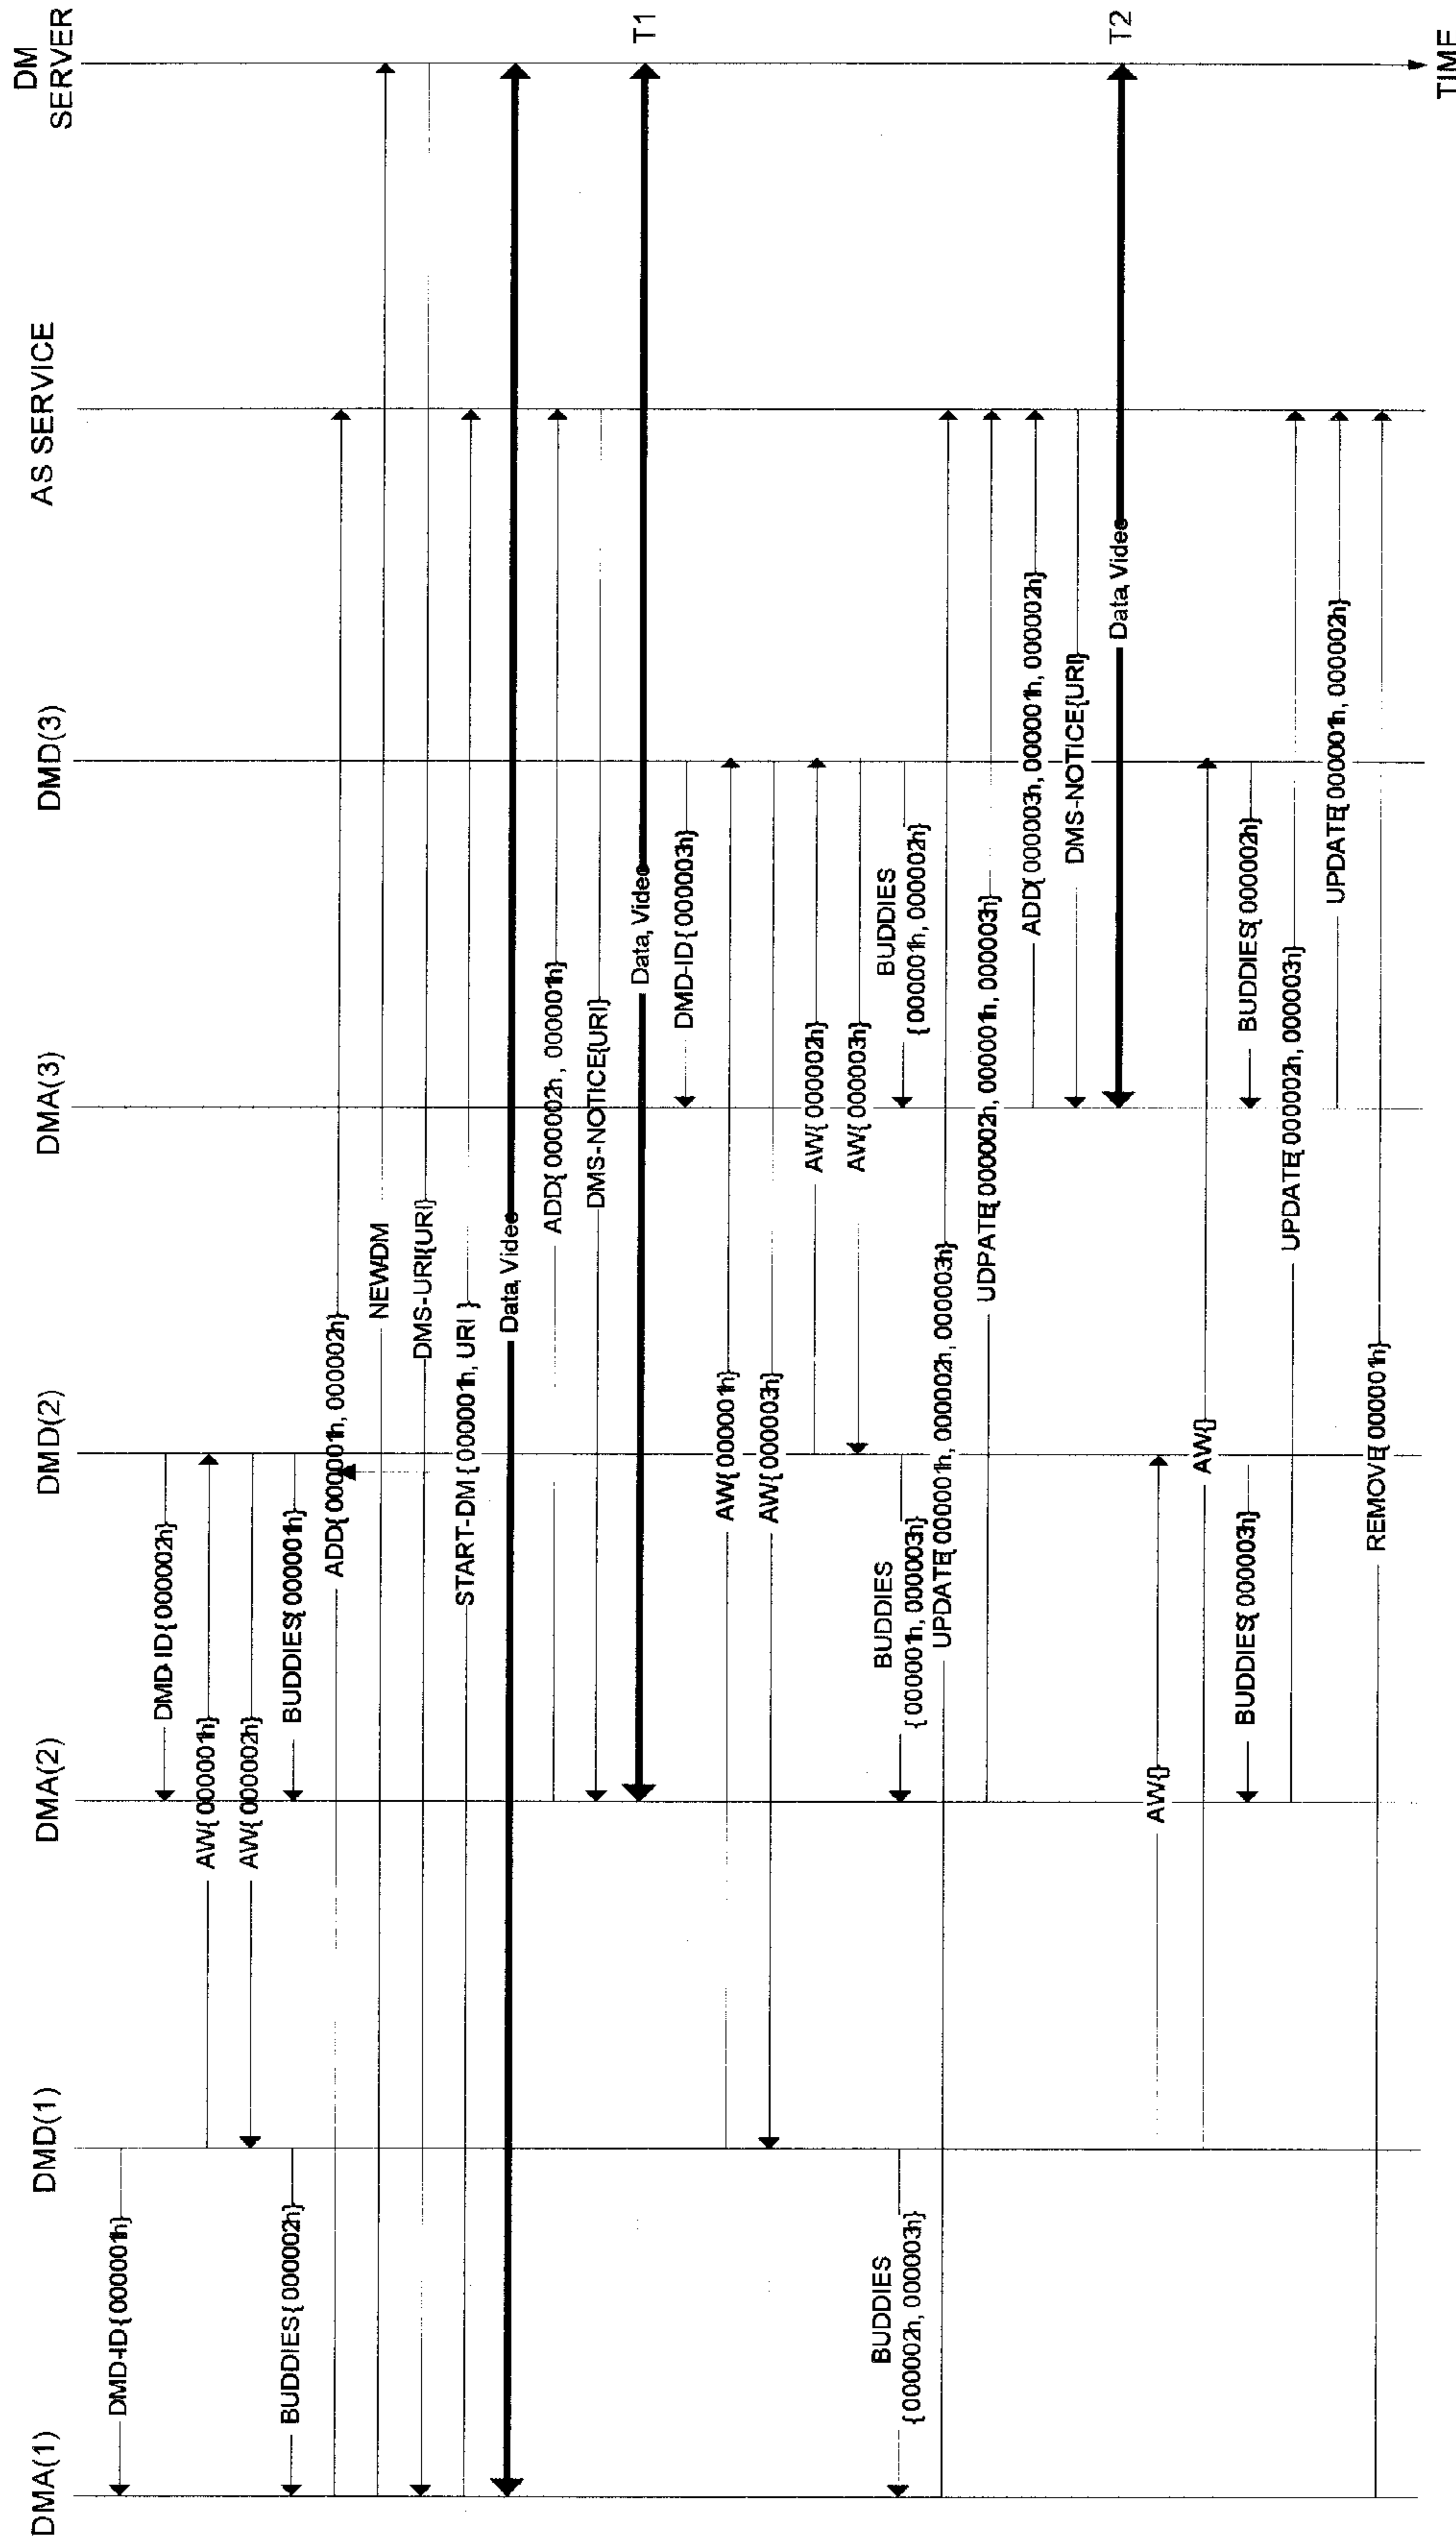 DMA(1)
DMD(1)
DMA(2)
DMD(2)
DMA(3)
DMD(3)
AS SERVICE
DM
SERVER
DMD-ID{000001h}
DMD-ID{000002h}
AW{000001h}
AW{000002h}
BUDDIES{000002h}
BUDDIES{000001h}
ADD{000001h, 000002h}
NEW-DM
DMS-URI{URI}
START-DM{000001h, URI }
Data, Video
ADD{000002h, 000001h}
DMS-NOTICE{URI}
Data, Video
T1
DMD-ID{000003h}
AW{000001h}
AW{000003h}
AW{000002h}
AW{000003h}
BUDDIES
{000002h, 000003h}
BUDDIES
{000001h, 000003h}
BUDDIES
{000001h, 000002h}
UPDATE{000001h, 000002h, 000003h}
UDPATE{000002h, 000001h, 000003h}
ADD{000003h, 000001h, 000002h}
DMS-NOTICE{URI}
Data, Video
T2
AW{}
AW{}
BUDDIES{000003h}
BUDDIES{000002h}
UPDATE{000002h, 000003h}
UPDATE{000001h, 000002h}
REMOVE{000001h}
TIME